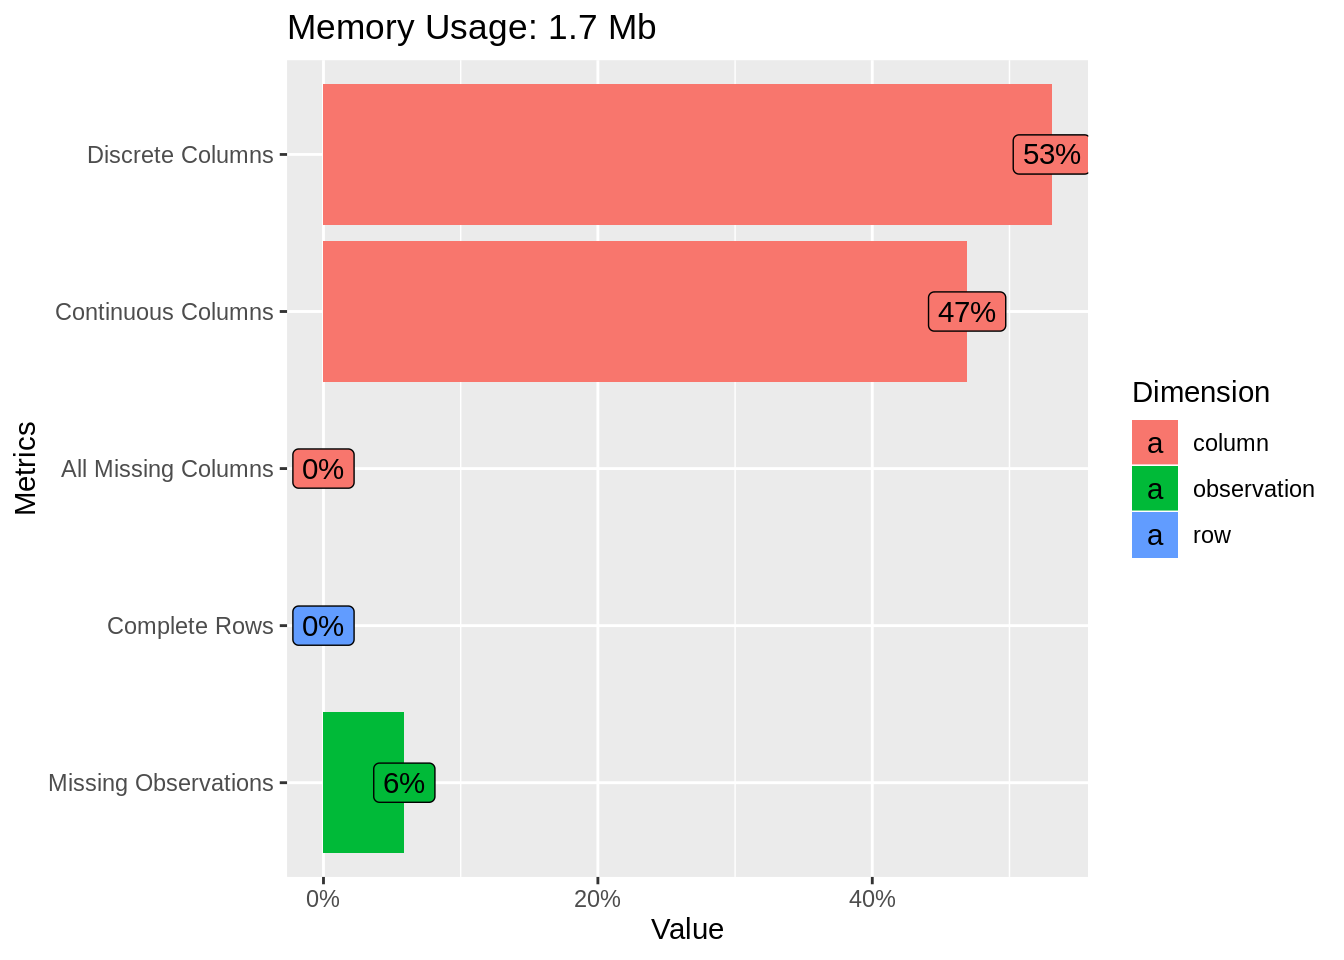 Memory Usage: 1.7 Mb
Discrete Columns
53%
Continuous Columns
47%
All Missing Columns
0%
Complete Rows
0%
Missing Observations
6%
Metrics
0%
20%
40%
Value
Dimension
a column
a observation
a row